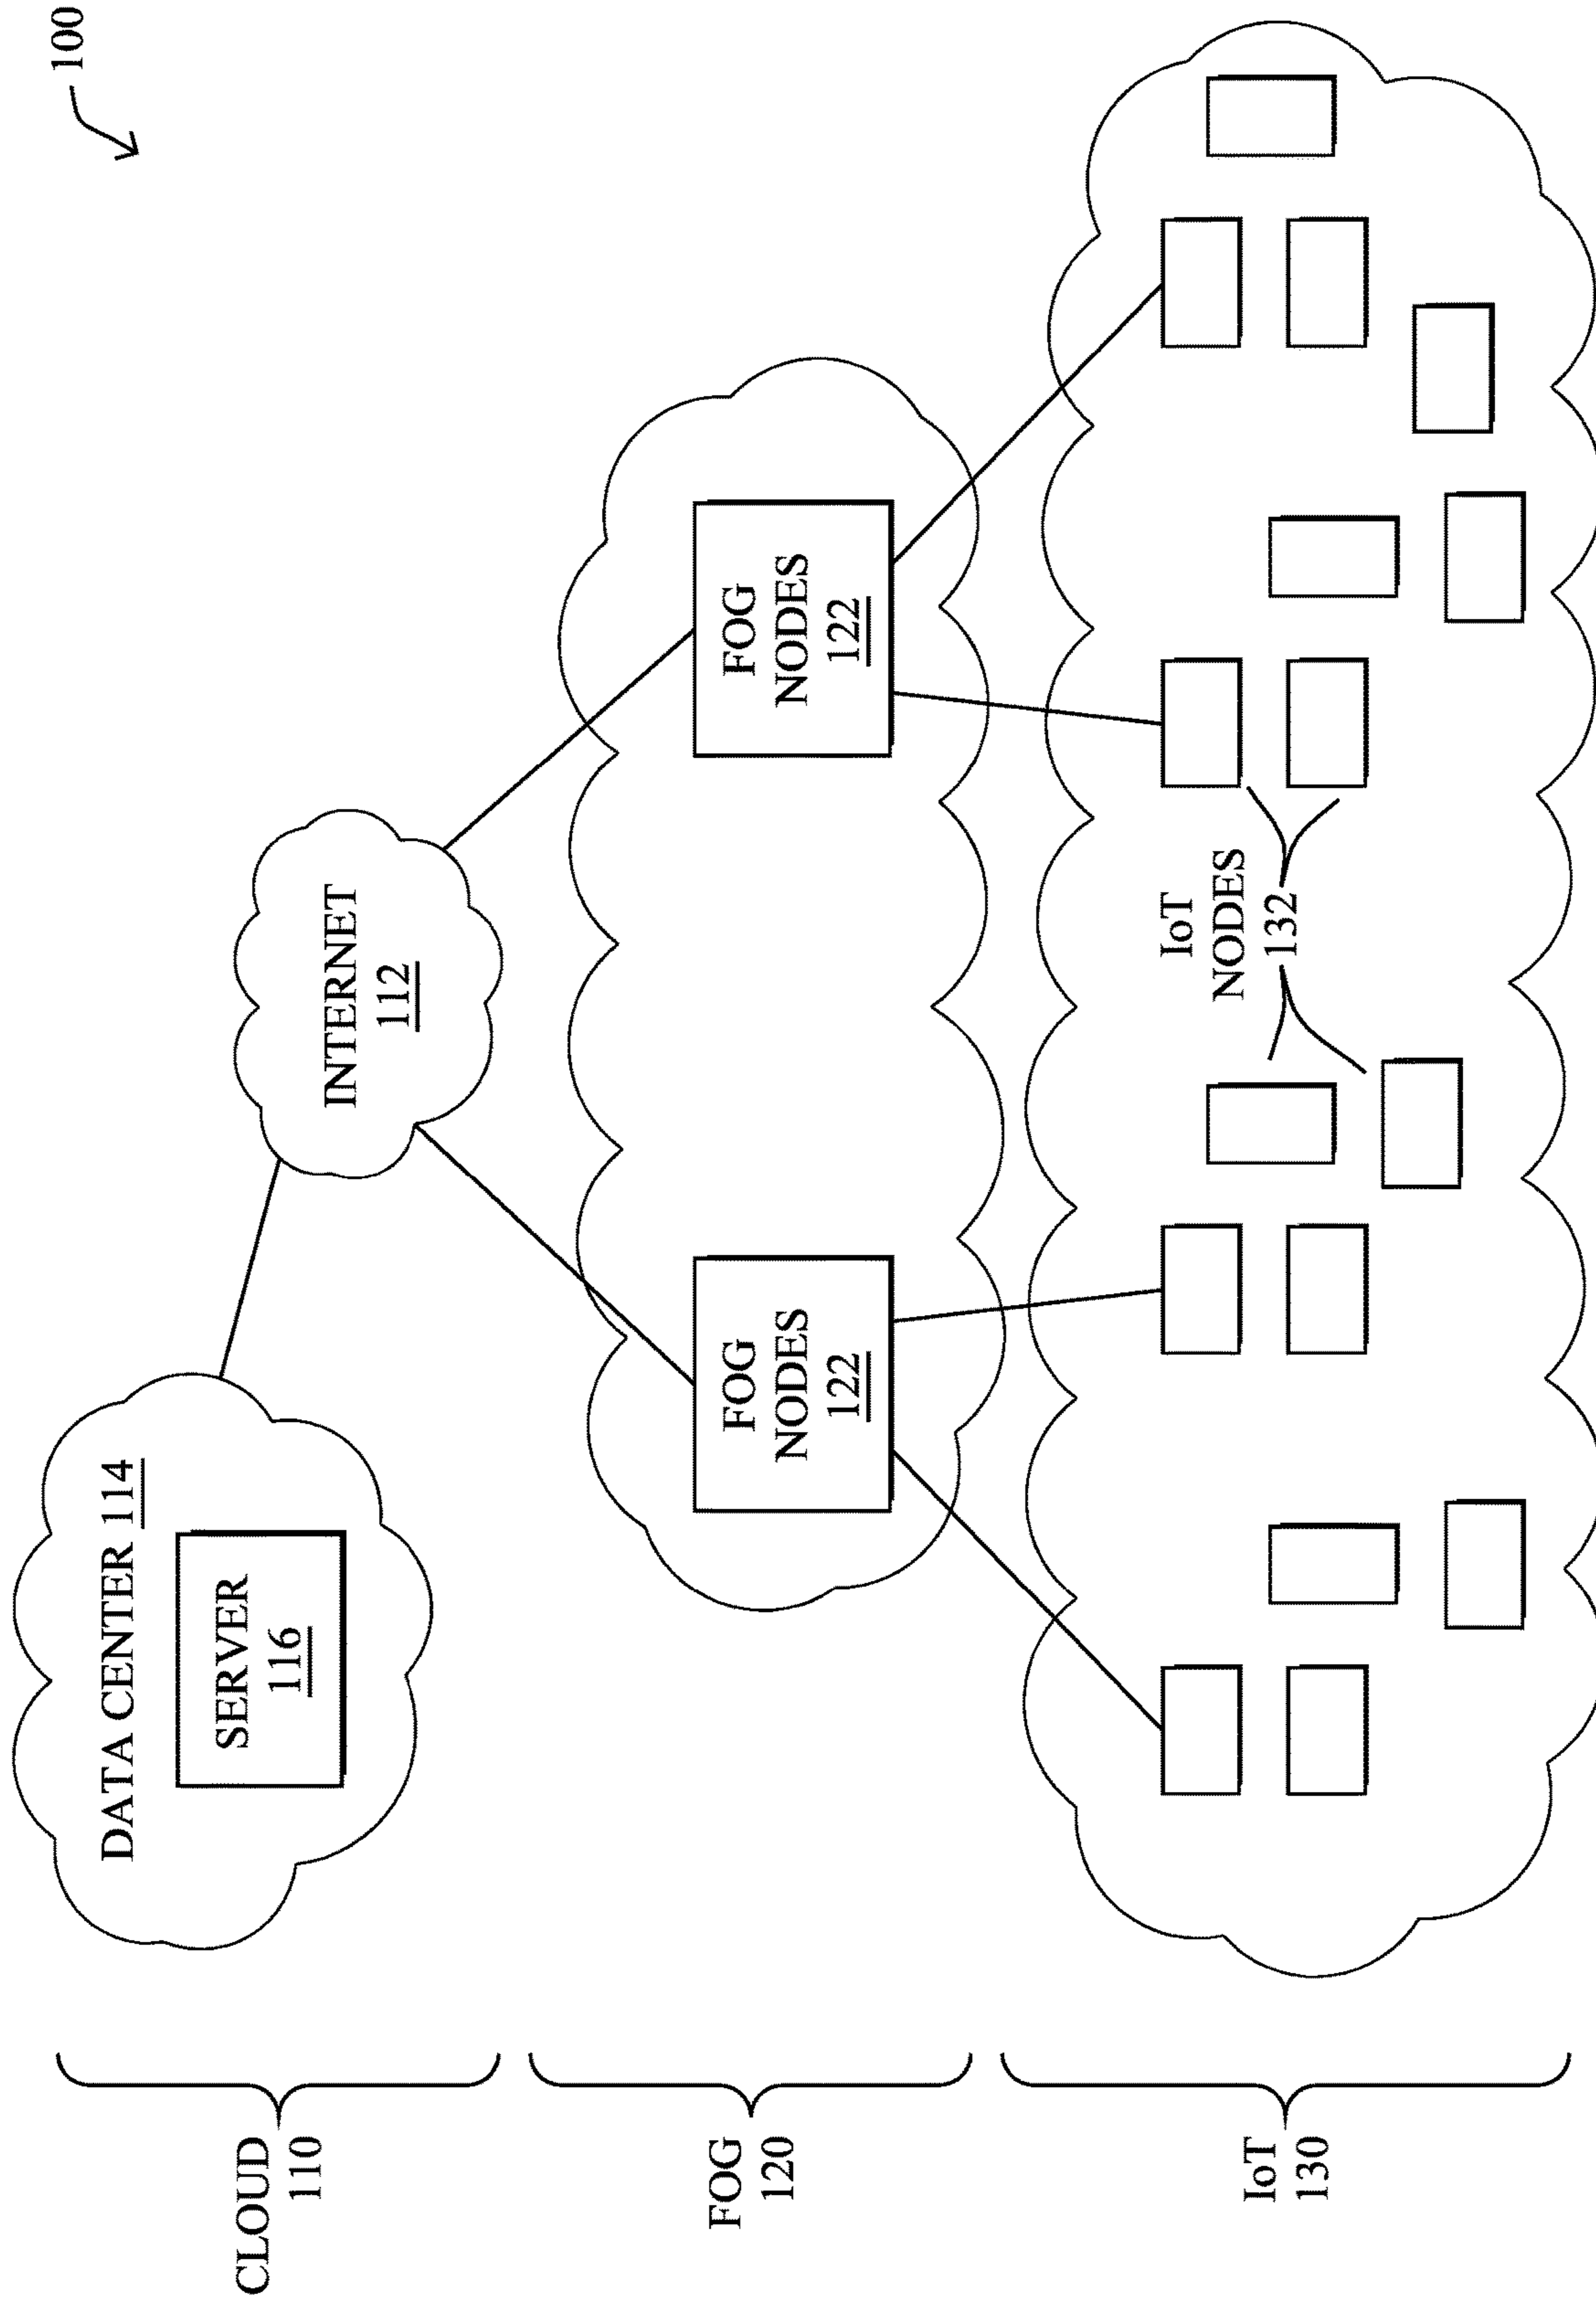 100
CLOUD
110
DATA CENTER 114
SERVER
116
INTERNET
112
FOG
120
FOG
NODES
122
FOG
NODES
122
IoT
130
IoT
NODES
132